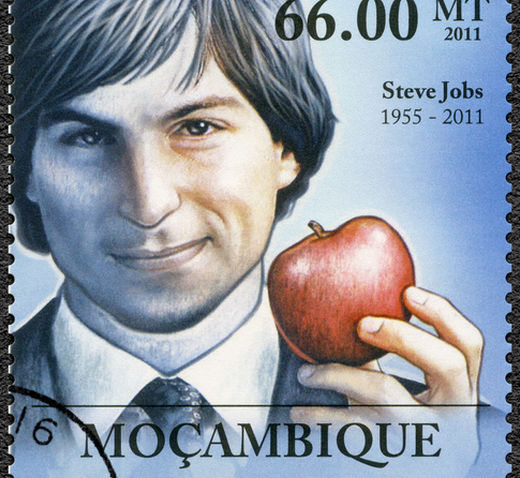 66.00 MT
2011
Steve Jobs
1955 - 2011
MOÇAMBIQUE
16